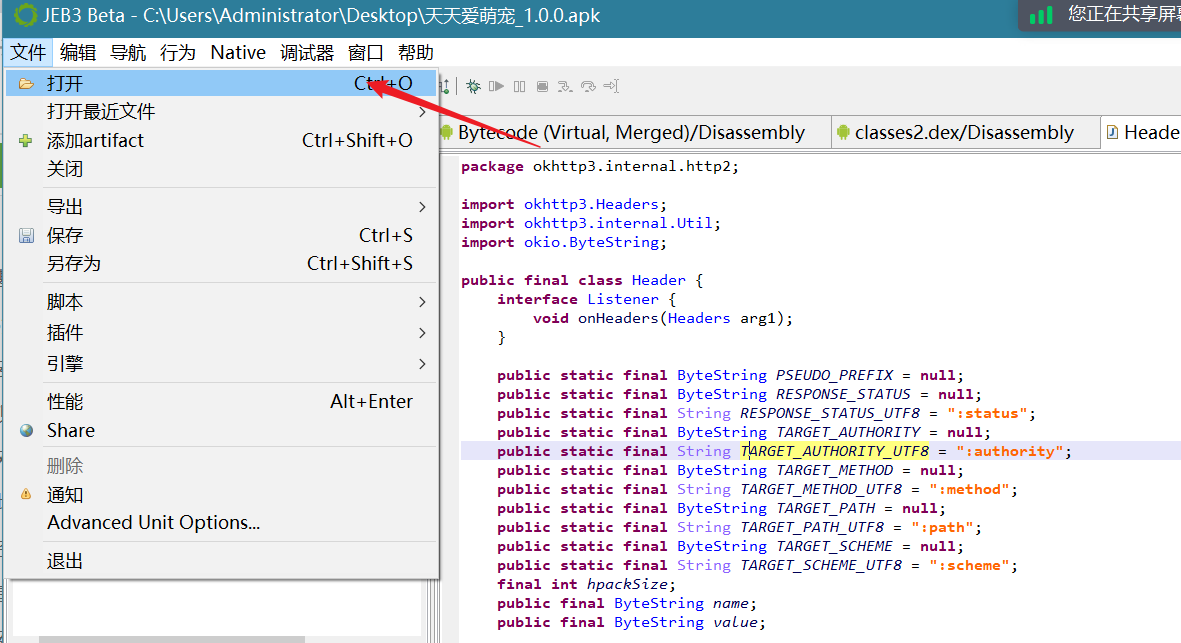 JEB3 Beta - C:\Users\Administrator\Desktop\天天爱萌宠_1.0.0.apk
您正在共享屏幕
文件 编辑 导航 行为 Native 调试器 窗口 帮助
打开 Ctrl+O
打开最近文件
添加artifact Ctrl+Shift+O
关闭
导出
保存 Ctrl+S
另存为 Ctrl+Shift+S
脚本
插件
引擎
性能 Alt+Enter
Share
删除
通知
Advanced Unit Options...
退出
Bytecode (Virtual, Merged)/Disassembly classes2.dex/Disassembly Heade
package okhttp3.internal.http2;
import okhttp3.Headers;
import okhttp3.internal.Util;
import okio.ByteString;
public final class Header {
interface Listener {
void onHeaders(Headers arg1);
}
public static final ByteString PSEUDO_PREFIX = null;
public static final ByteString RESPONSE_STATUS = null;
public static final String RESPONSE_STATUS_UTF8 = ":status";
public static final ByteString TARGET_AUTHORITY = null;
public static final String TARGET_AUTHORITY_UTF8 = ":authority";
public static final ByteString TARGET_METHOD = null;
public static final String TARGET_METHOD_UTF8 = ":method";
public static final ByteString TARGET_PATH = null;
public static final String TARGET_PATH_UTF8 = ":path";
public static final ByteString TARGET_SCHEME = null;
public static final String TARGET_SCHEME_UTF8 = ":scheme";
final int hpackSize;
public final ByteString name;
public final ByteString value;